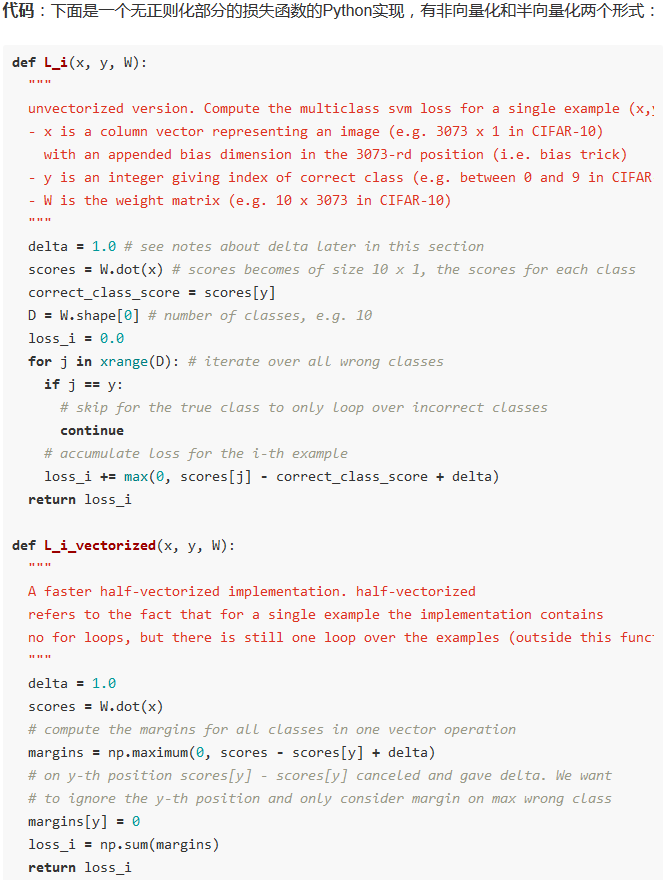 代码：下面是一个无正则化部分的损失函数的Python实现，有非向量化和半向量化两个形式：
def L_i(x, y, W):
"""
unvectorized version. Compute the multiclass svm loss for a single example (x,y
- x is a column vector representing an image (e.g. 3073 x 1 in CIFAR-10)
with an appended bias dimension in the 3073-rd position (i.e. bias trick)
- y is an integer giving index of correct class (e.g. between 0 and 9 in CIFAR
- W is the weight matrix (e.g. 10 x 3073 in CIFAR-10)
"""
delta = 1.0 # see notes about delta later in this section
scores = W.dot(x) # scores becomes of size 10 x 1, the scores for each class
correct_class_score = scores[y]
D = W.shape[0] # number of classes, e.g. 10
loss_i = 0.0
for j in xrange(D): # iterate over all wrong classes
if j == y:
# skip for the true class to only loop over incorrect classes
continue
# accumulate loss for the i-th example
loss_i += max(0, scores[j] - correct_class_score + delta)
return loss_i
def L_i_vectorized(x, y, W):
"""
A faster half-vectorized implementation. half-vectorized
refers to the fact that for a single example the implementation contains
no for loops, but there is still one loop over the examples (outside this func
"""
delta = 1.0
scores = W.dot(x)
# compute the margins for all classes in one vector operation
margins = np.maximum(0, scores - scores[y] + delta)
# on y-th position scores[y] - scores[y] canceled and gave delta. We want
# to ignore the y-th position and only consider margin on max wrong class
margins[y] = 0
loss_i = np.sum(margins)
return loss_i